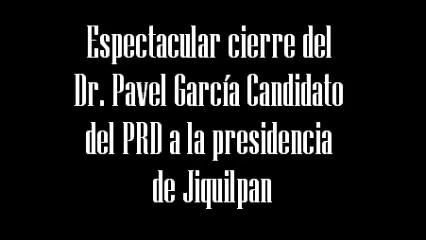 Espectacular cierre del
Dr. Pavel García Candidato
del PRD a la presidencia
de Jiquilpan